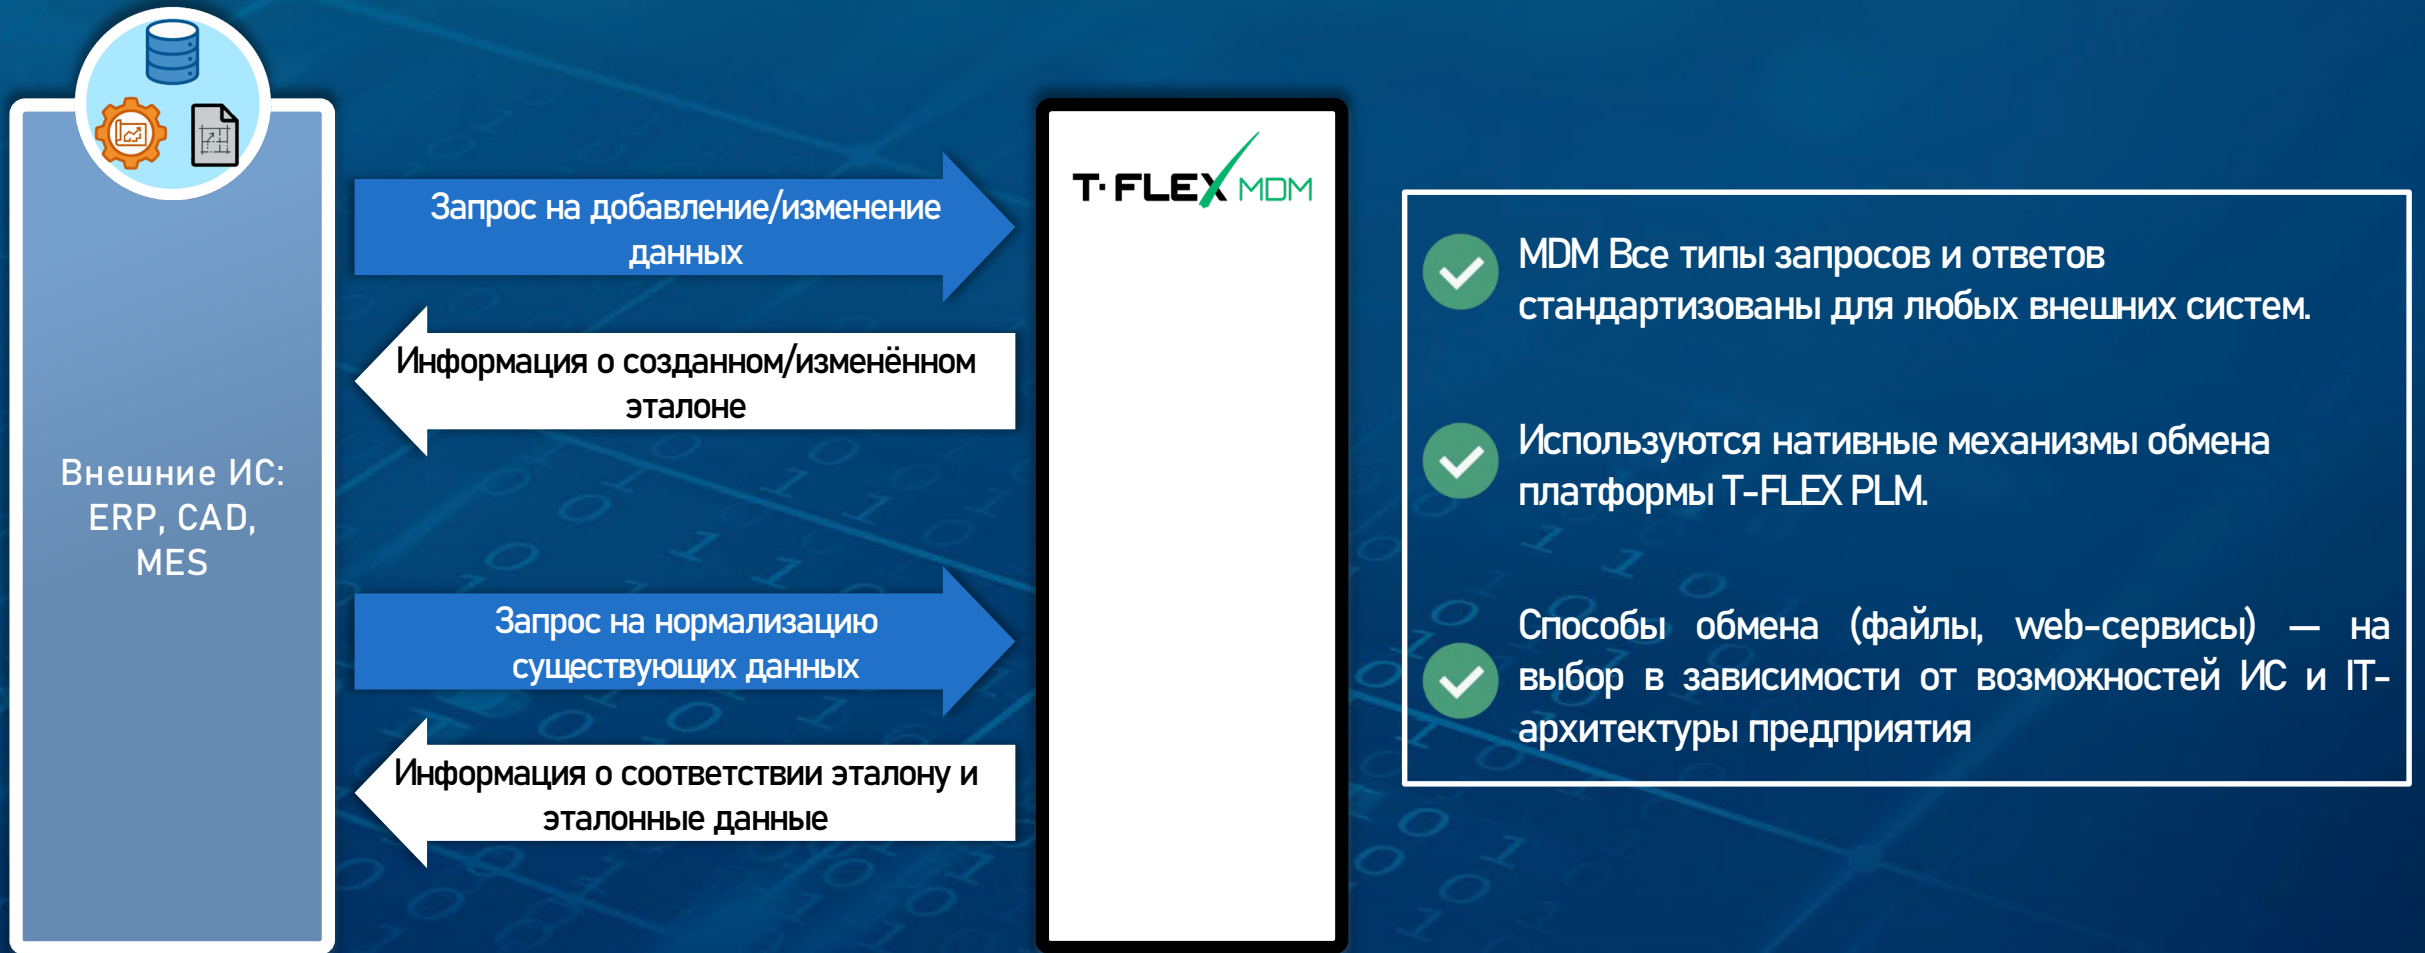 Внешние ИС:
ERP, CAD,
MES
Запрос на добавление/изменение
данных
Информация о созданном/изменённом
эталоне
Запрос на нормализацию
существующих данных
Информация о соответствии эталону и
эталонные данные
T-FLEX MDM
MDM Все типы запросов и ответов
стандартизованы для любых внешних систем.
Используются нативные механизмы обмена
платформы T-FLEX PLM.
Способы обмена (файлы, web-сервисы) — на
выбор в зависимости от возможностей ИС и IT-
архитектуры предприятия